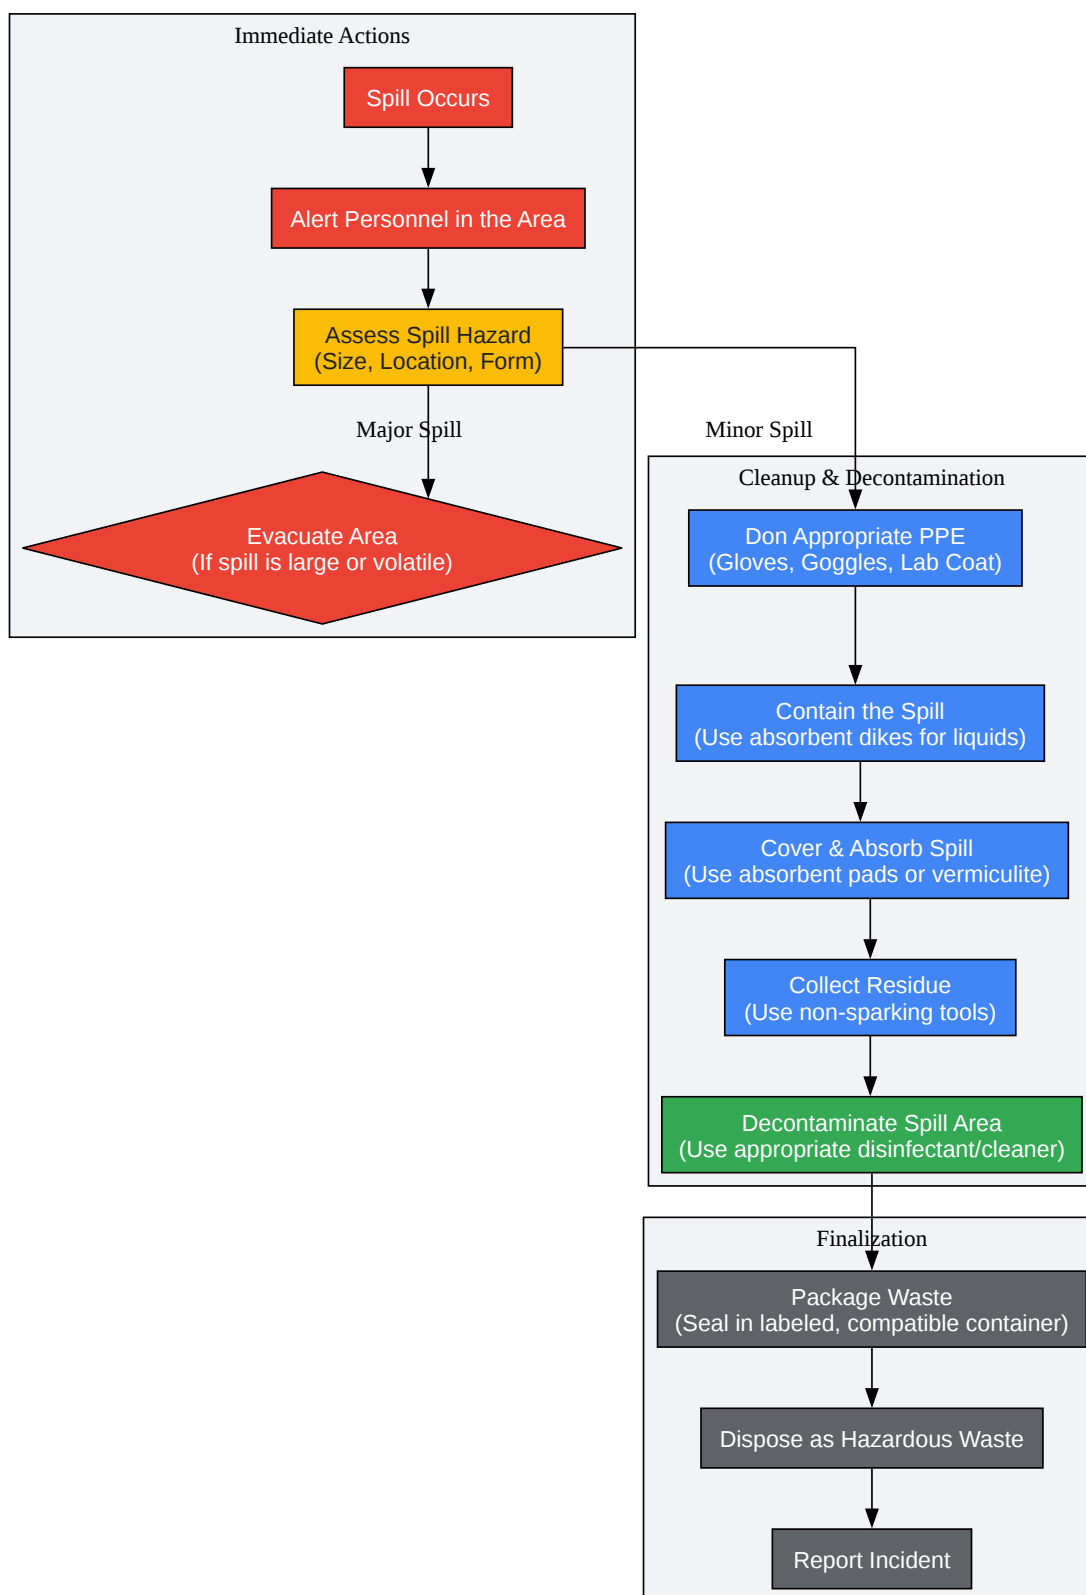 Immediate Actions
Spill Occurs
Alert Personnel in the Area
Assess Spill Hazard
(Size, Location, Form)
Major Spill
Minor Spill
Evacuate Area
(If spill is large or volatile)
Cleanup & Decontamination
Don Appropriate PPE
(Gloves, Goggles, Lab Coat)
Contain the Spill
(Use absorbent dikes for liquids)
Cover & Absorb Spill
(Use absorbent pads or vermiculite)
Collect Residue
(Use non-sparking tools)
Decontaminate Spill Area
(Use appropriate disinfectant/cleaner)
Finalization
Package Waste
(Seal in labeled, compatible container)
Dispose as Hazardous Waste
Report Incident